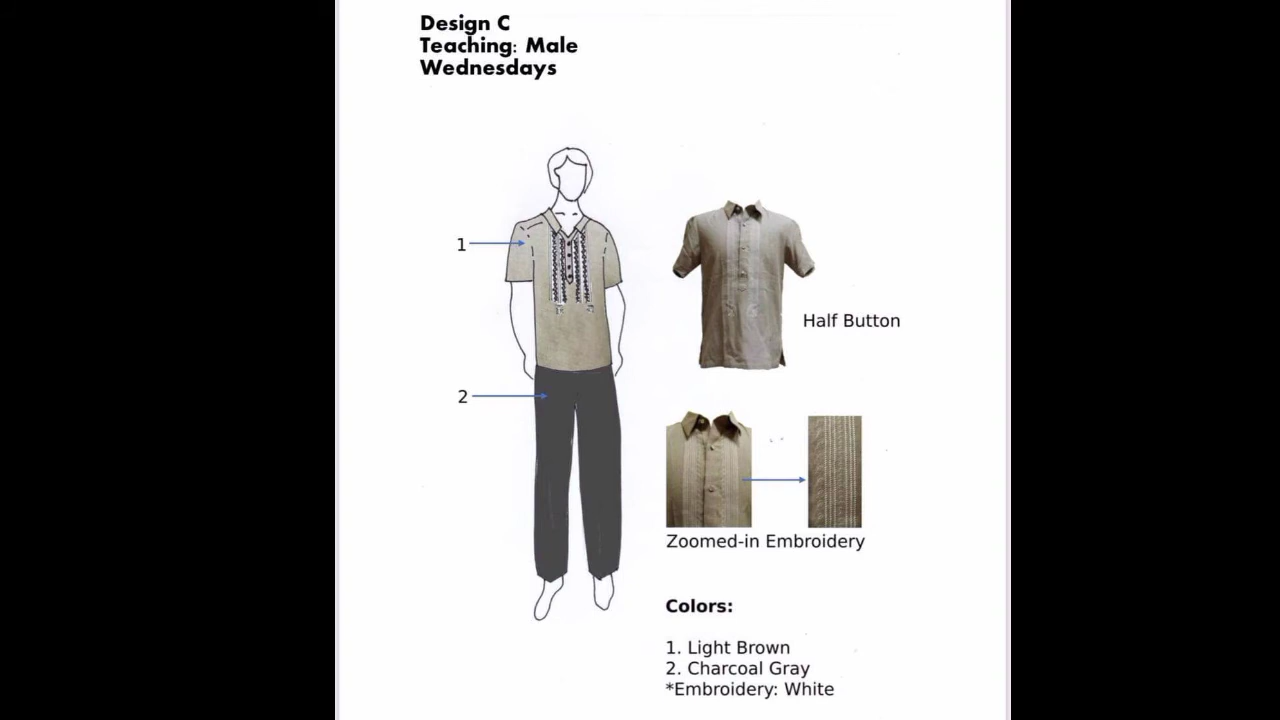 Design C
Teaching: Male
Wednesdays
1
Half Button
2
Zoomed-in Embroidery
Colors:
1. Light Brown
2. Charcoal Gray
*Embroidery: White